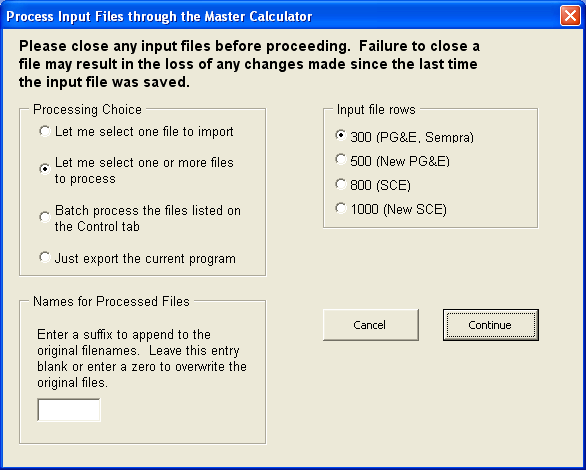 Process Input Files through the Master Calculator
Please close any input files before proceeding. Failure to close a
file may result in the loss of any changes made since the last time
the input file was saved.
Processing Choice
Let me select one file to import
Let me select one or more files
to process
Batch process the files listed on
the Control tab
Just export the current program
Input file rows
300 (PG&E, Sempra)
500 (New PG&E)
800 (SCE)
1000 (New SCE)
Names for Processed Files
Enter a suffix to append to the
original filenames. Leave this entry
blank or enter a zero to overwrite the
original files.
Cancel
Continue